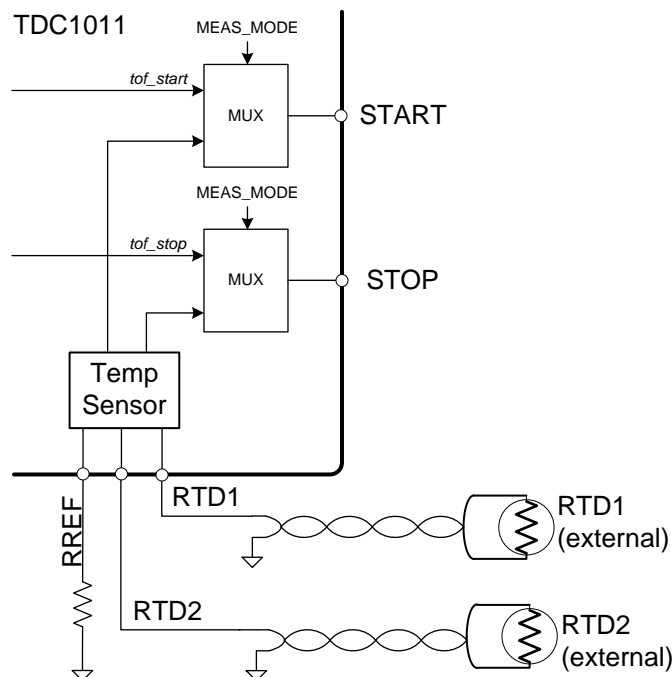 TDC1011
MEAS_MODE
tof_start
MUX
START
MEAS_MODE
tof_stop
MUX
STOP
Temp
Sensor
RREF
RTD1
RTD1
(external)
RTD2
RTD2
(external)